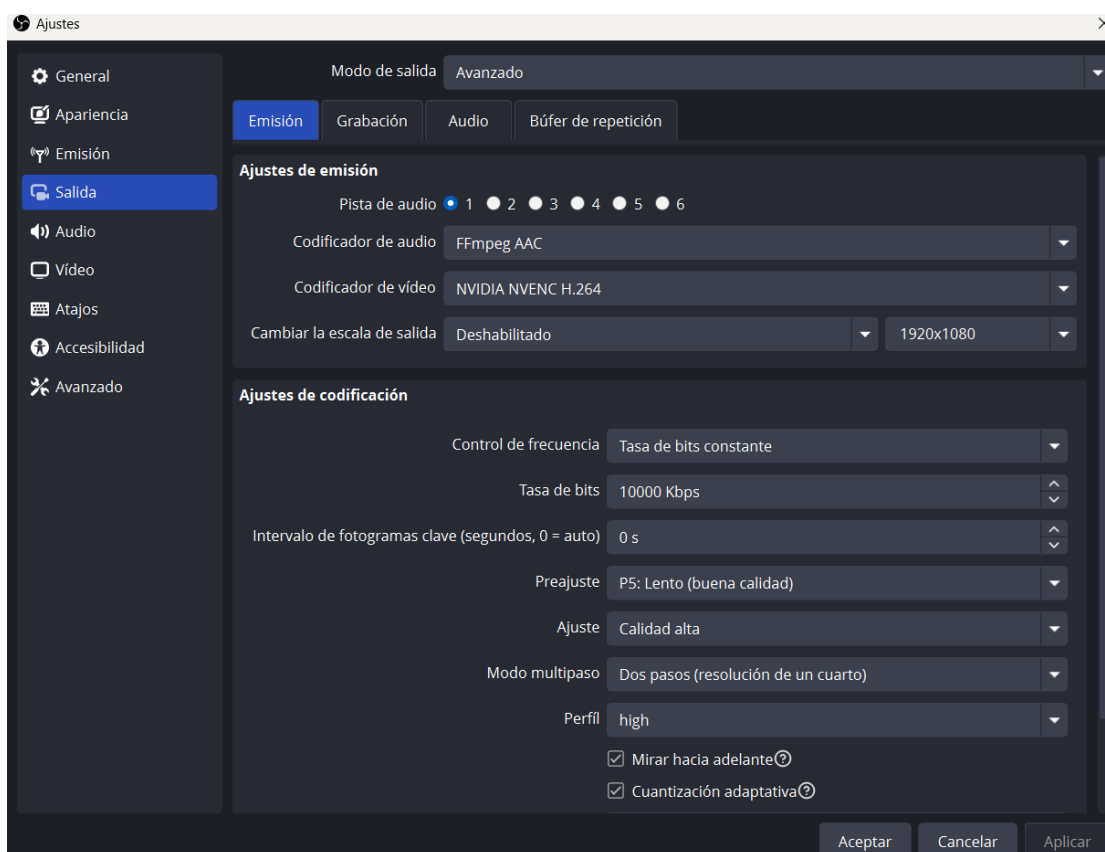 Ajustes
General
Apariencia
Emisión
Salida
Audio
Vídeo
Atajos
Accesibilidad
Avanzado
Modo de salida Avanzado
Emisión Grabación Audio Búfer de repetición
Ajustes de emisión
Pista de audio 1 2 3 4 5 6
Codificador de audio FFmpeg AAC
Codificador de vídeo NVIDIA NVENC H.264
Cambiar la escala de salida Deshabilitado 1920x1080
Ajustes de codificación
Control de frecuencia Tasa de bits constante
Tasa de bits 10000 Kbps
Intervalo de fotogramas clave (segundos, 0 = auto) 0 s
Preajuste P5: Lento (buena calidad)
Ajuste Calidad alta
Modo multipaso Dos pasos (resolución de un cuarto)
Perfíl high
Mirar hacia adelante
Cuantización adaptativa
Aceptar Cancelar Aplicar